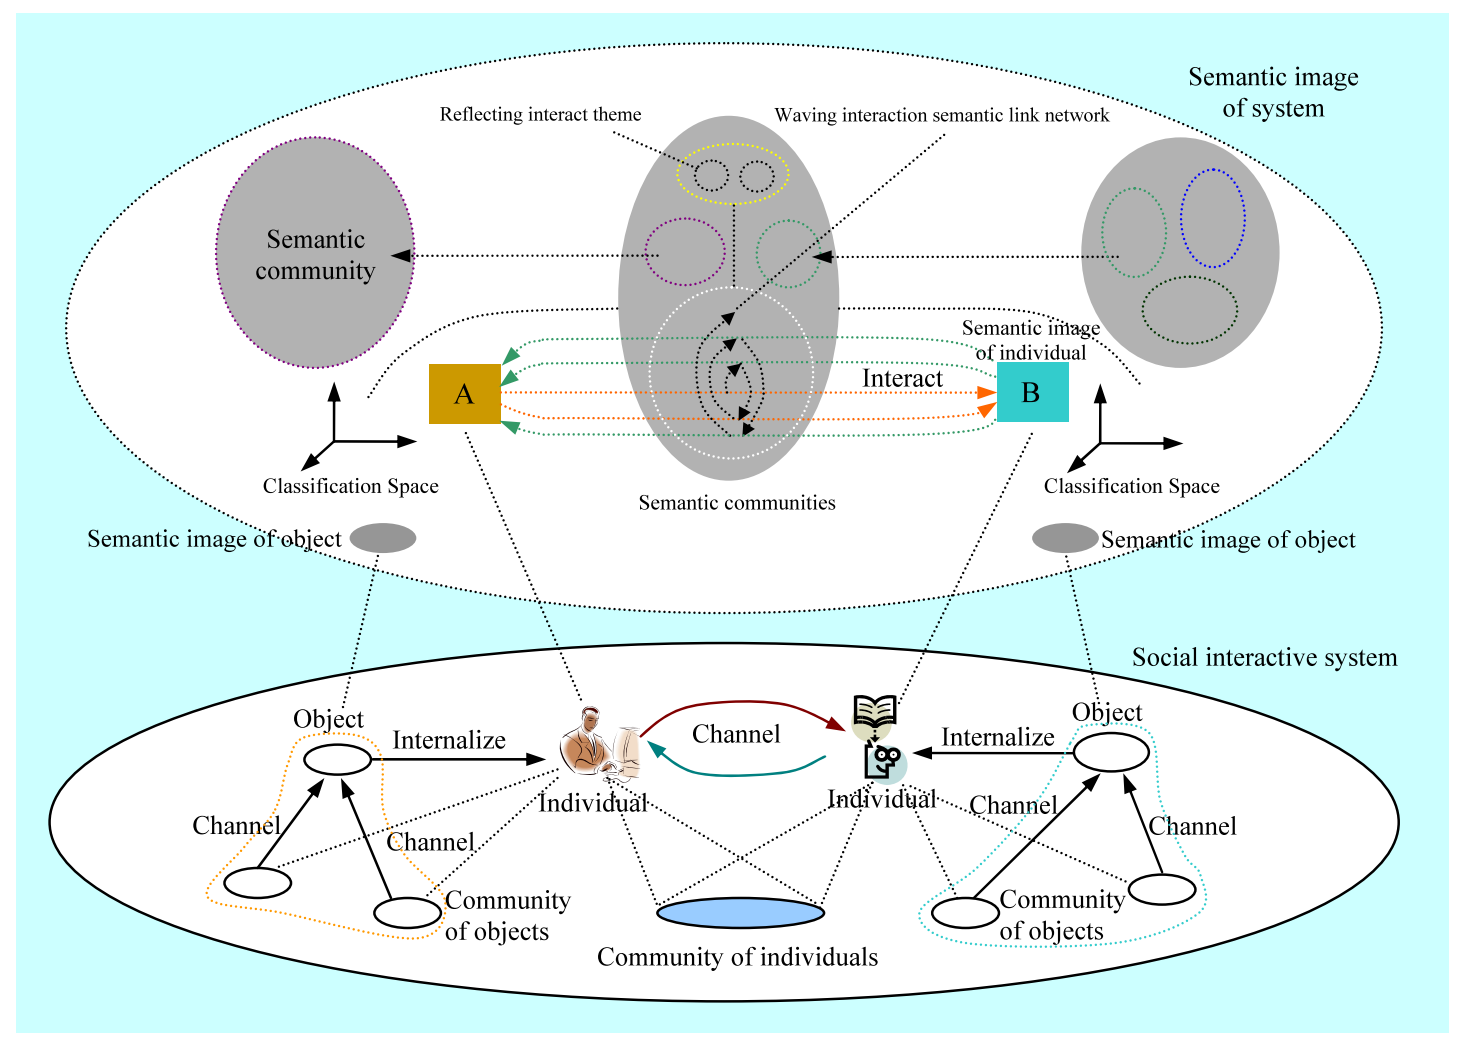 Semantic image
of system
Reflecting interact theme
Waving interaction semantic link network
Semantic
community
Semantic image
of individual
Interact
A
B
Classification Space
Classification Space
Semantic communities
Semantic image of object
Semantic image of object
Social interactive system
Object
Object
Internalize
Channel
Internalize
Individual
Individual
Channel
Channel
Channel
Channel
Community
of objects
Community
of objects
Community of individuals